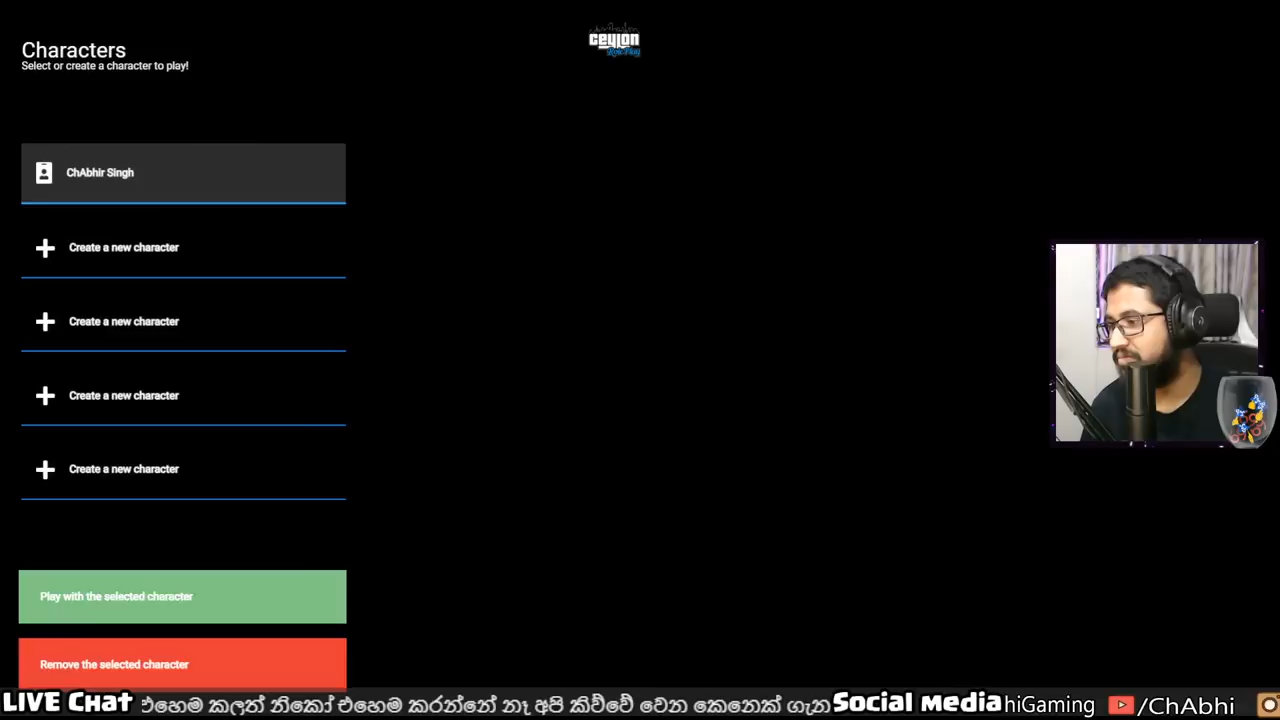 Characters
Select or create a character to play!
ceylon
Role Play
ChAbhir Singh
Create a new character
Create a new character
Create a new character
Create a new character
Play with the selected character
Remove the selected character
LIVE Chat එහෙම කලත් නිකෝ එහෙම කරන්නේ නෑ අපි කිව්වේ වෙන කෙනෙක් ගැන Social Media hiGaming /ChAbhi